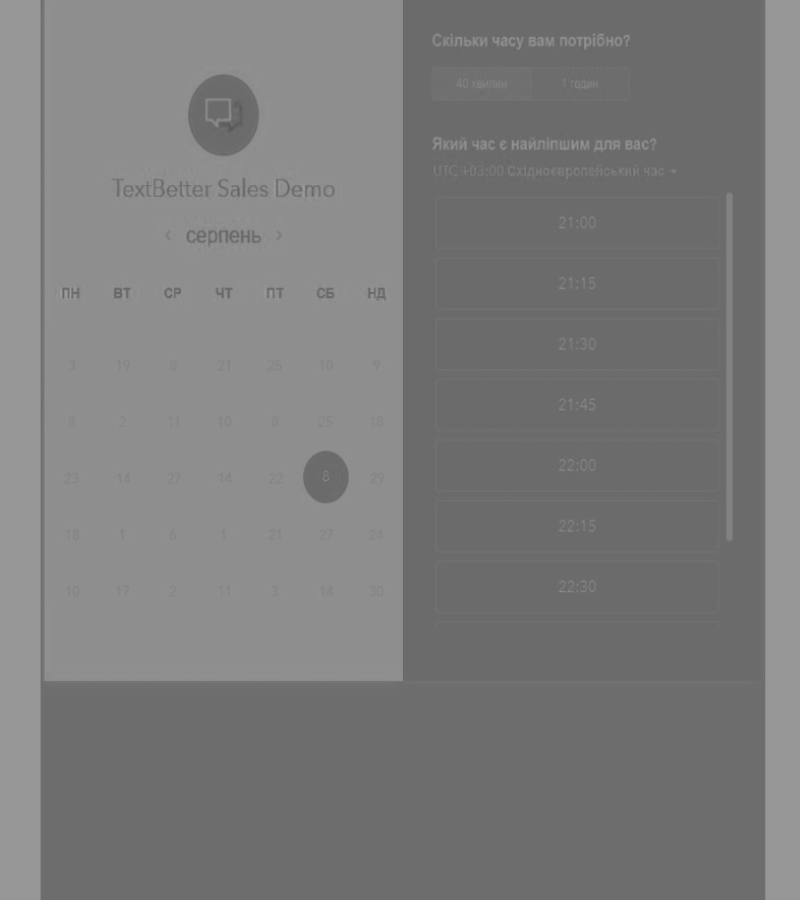 TextBetter Sales Demo
серпень
ПН ВТ СР ЧТ ПТ СБ НД
3 19 21 25 10 9
8 2 11 10 8 25 18
23 14 27 14 22 8 29
18 1 6 1 21 27 24
10 17 2 11 3 14 30
Скільки часу вам потрібно?
40 хвилин 1 годин
Який час є найліпшим для вас?
UTC +03:00 Східноєвропейський час
21:00
21:15
21:30
21:45
22:00
22:15
22:30